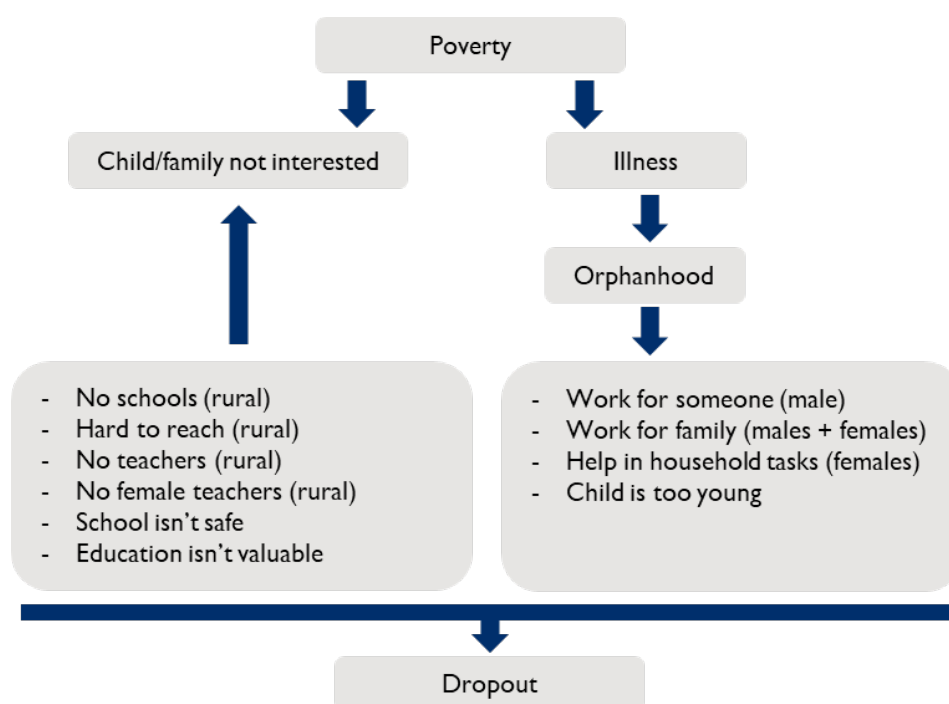 Poverty
Child/family not interested
Illness
Orphanhood
- No schools (rural)
- Hard to reach (rural)
- No teachers (rural)
- No female teachers (rural)
- School isn't safe
- Education isn't valuable
- Work for someone (male)
- Work for family (males + females)
- Help in household tasks (females)
- Child is too young
Dropout